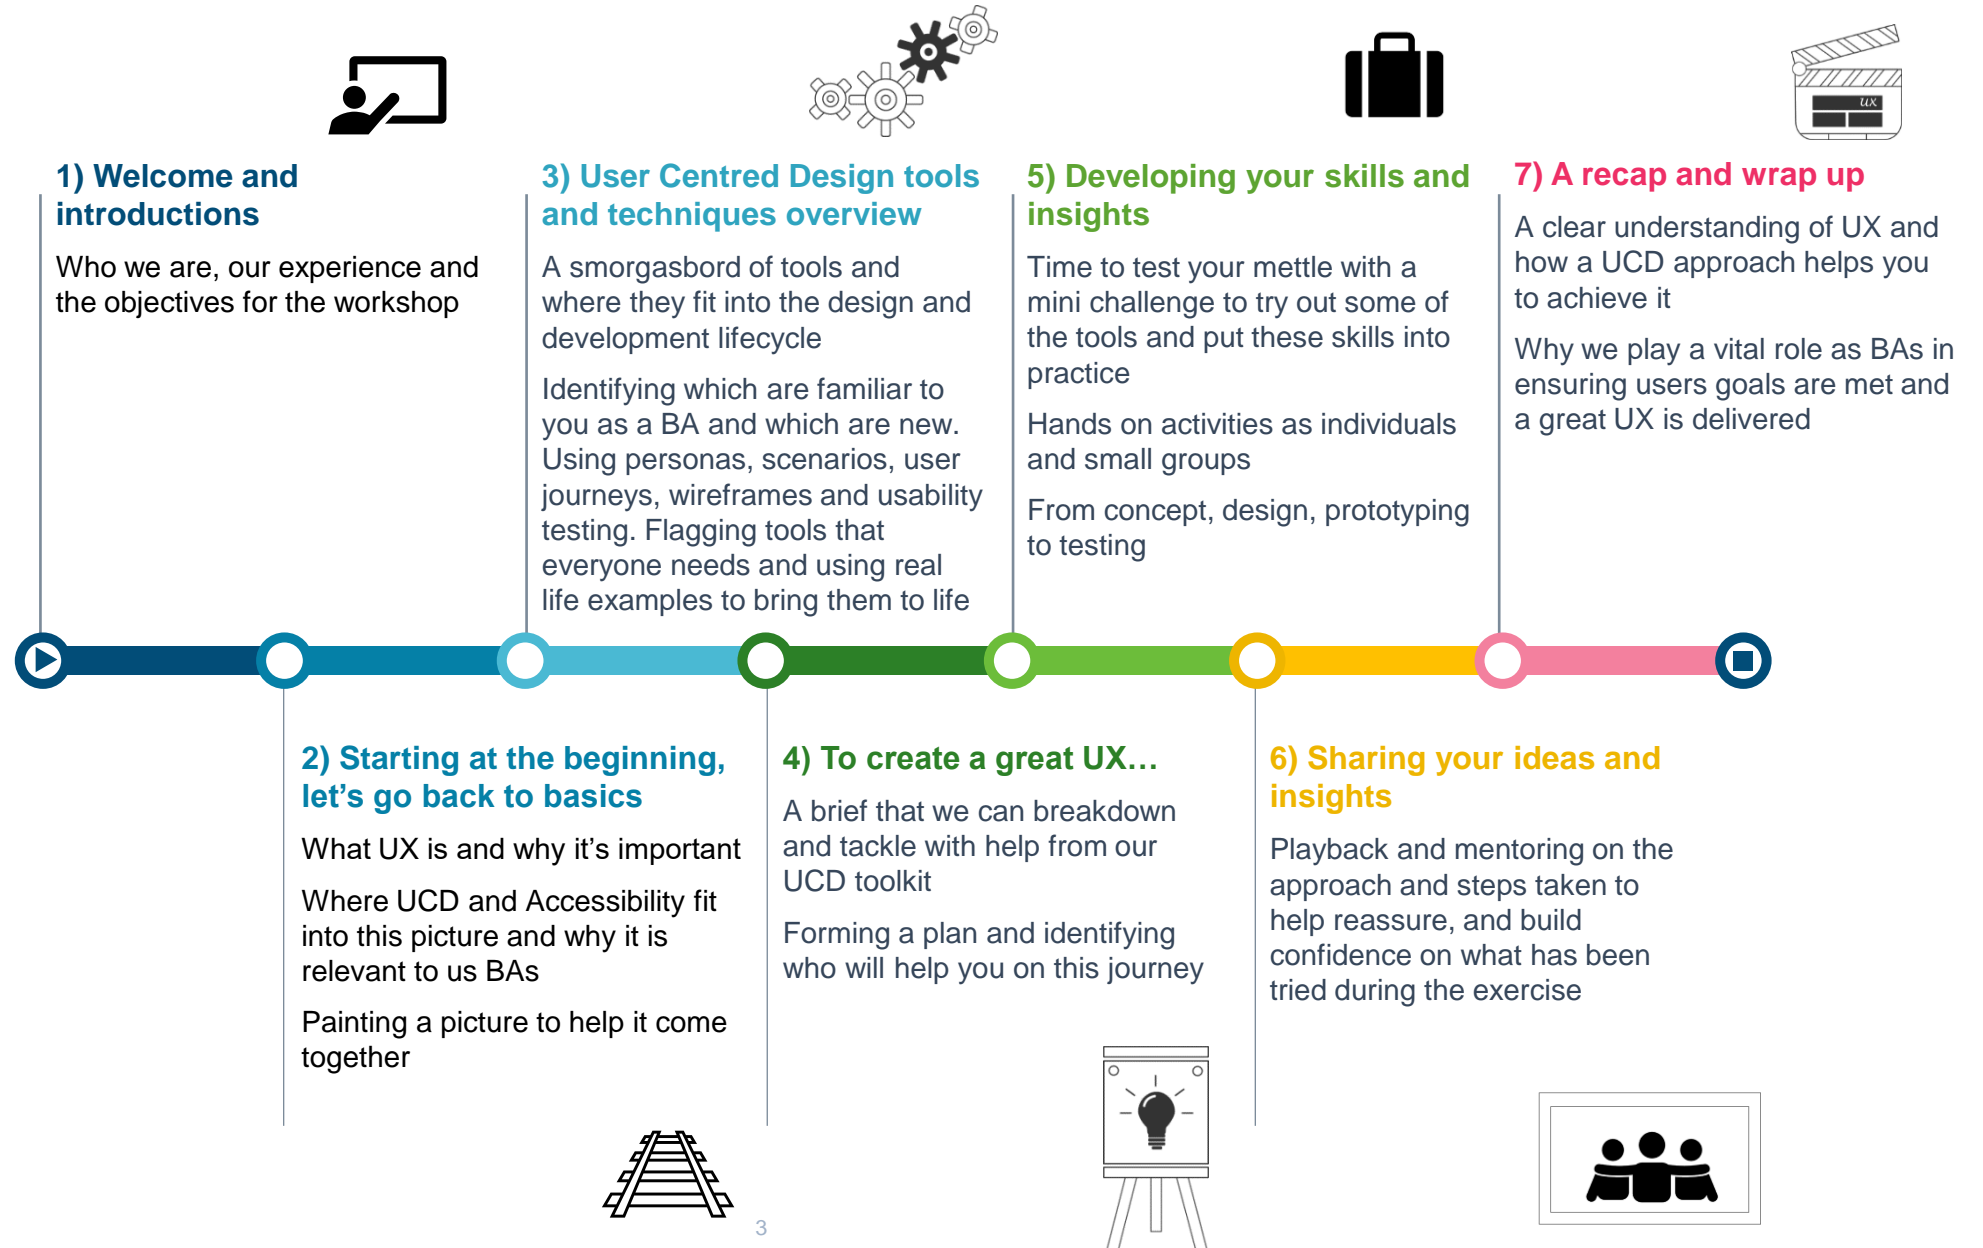 UX
1) Welcome and
introductions
Who we are, our experience and
the objectives for the workshop
3) User Centred Design tools
and techniques overview
A smorgasbord of tools and
where they fit into the design and
development lifecycle
Identifying which are familiar to
you as a BA and which are new.
Using personas, scenarios, user
journeys, wireframes and usability
testing. Flagging tools that
everyone needs and using real
life examples to bring them to life
5) Developing your skills and
insights
Time to test your mettle with a
mini challenge to try out some of
the tools and put these skills into
practice
Hands on activities as individuals
and small groups
From concept, design, prototyping
to testing
7) A recap and wrap up
A clear understanding of UX and
how a UCD approach helps you
to achieve it
Why we play a vital role as BAs in
ensuring users goals are met and
a great UX is delivered
2) Starting at the beginning,
let’s go back to basics
What UX is and why it’s important
Where UCD and Accessibility fit
into this picture and why it is
relevant to us BAs
Painting a picture to help it come
together
4) To create a great UX…
A brief that we can breakdown
and tackle with help from our
UCD toolkit
Forming a plan and identifying
who will help you on this journey
6) Sharing your ideas and
insights
Playback and mentoring on the
approach and steps taken to
help reassure, and build
confidence on what has been
tried during the exercise
3